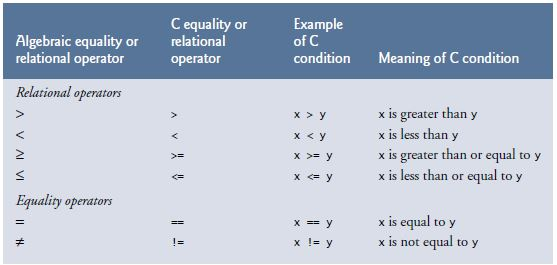 Algebraic equality or relational operator
C equality or relational operator
Example of C condition
Meaning of C condition
Relational operators
> > x > y x is greater than y
< < x < y x is less than y
≥ >= x >= y x is greater than or equal to y
≤ <= x <= y x is less than or equal to y
Equality operators
= == x == y x is equal to y
≠ != x != y x is not equal to y